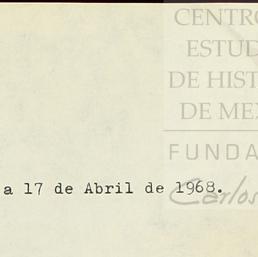 CENTRO
ESTUD
DE HIST
DE MEX
FUNDA
Carlos
a 17 de Abril de 1968.